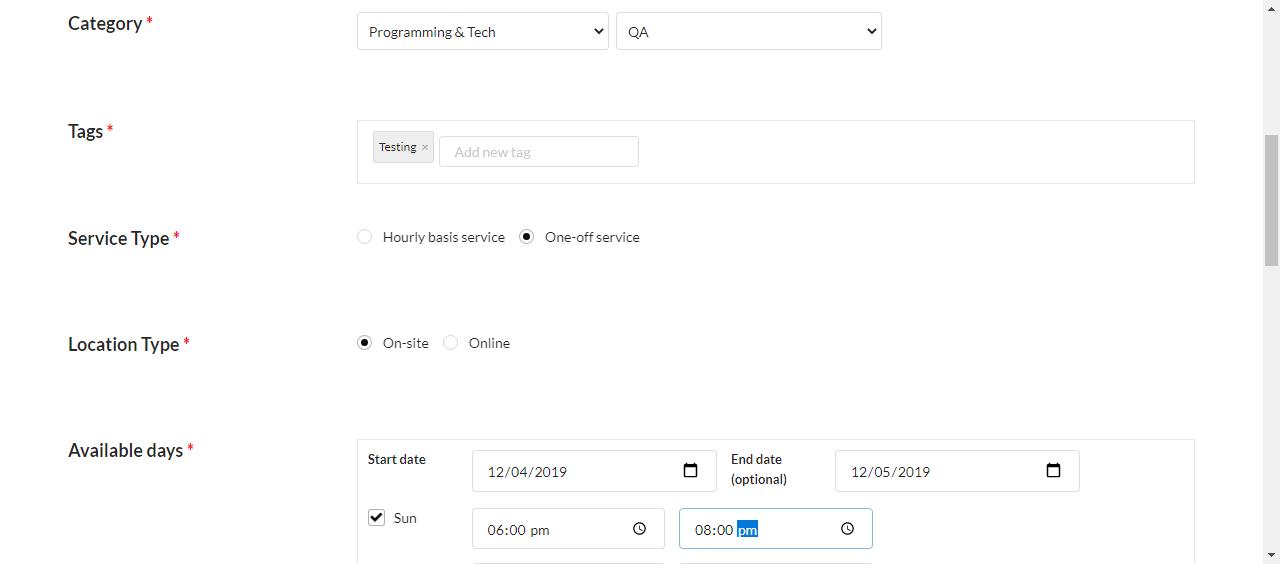 Category *
Programming & Tech
QA
Tags *
Testing ×
Add new tag
Service Type *
Hourly basis service
One-off service
Location Type *
On-site
Online
Available days *
Start date
12/04/2019
End date
(optional)
12/05/2019
Sun
06:00 pm
08:00 pm